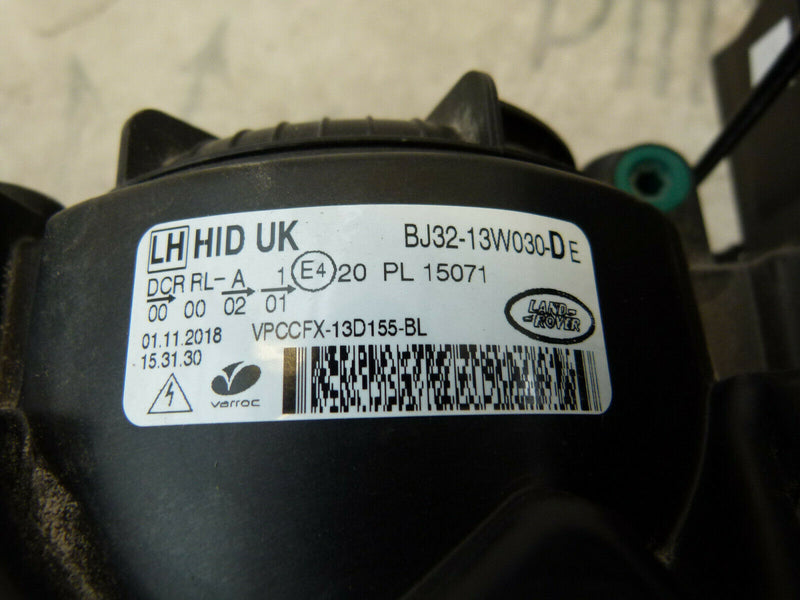 LH HID UK BJ32-13W030-D E
DCR RL- A 1 E4 20 PL 15071
00 00 02 01
LAND-
-ROVER
01.11.2018 VPCCFX-13D155-BL
15.31.30
varroc